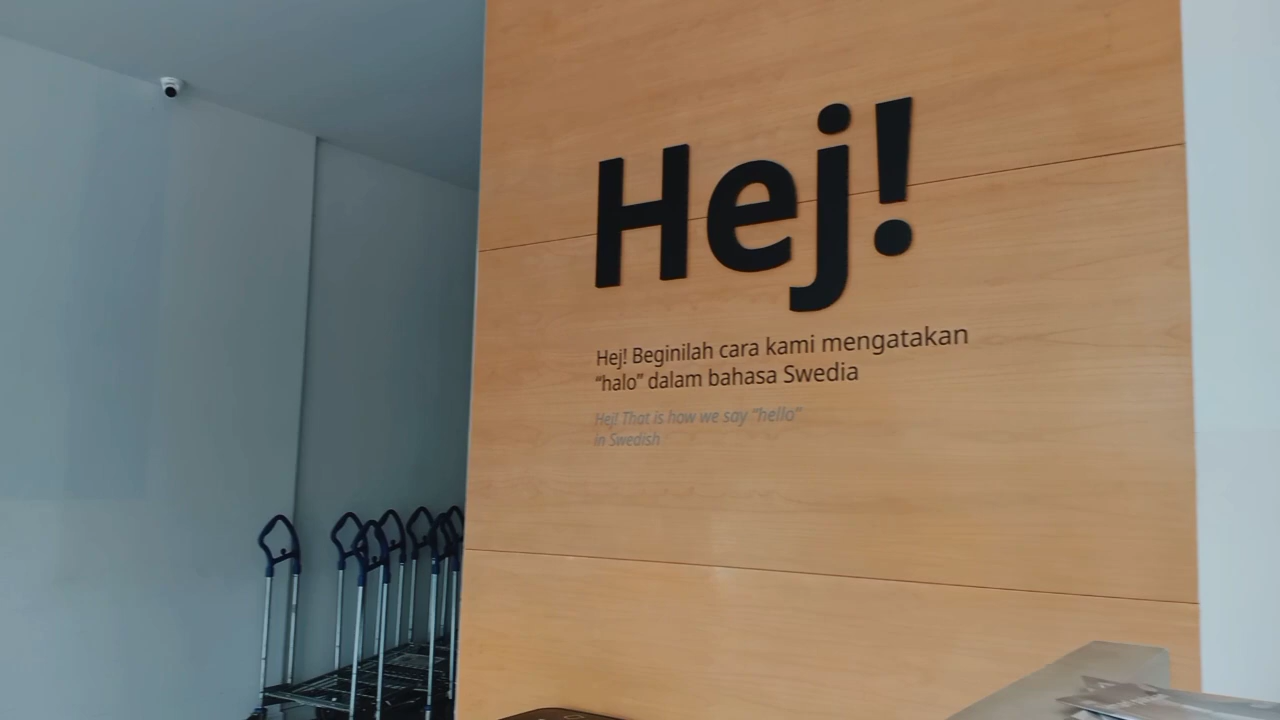 Hej!
Hej! Beginilah cara kami mengatakan
“halo” dalam bahasa Swedia
Hej! That is how we say “hello”
in Swedish